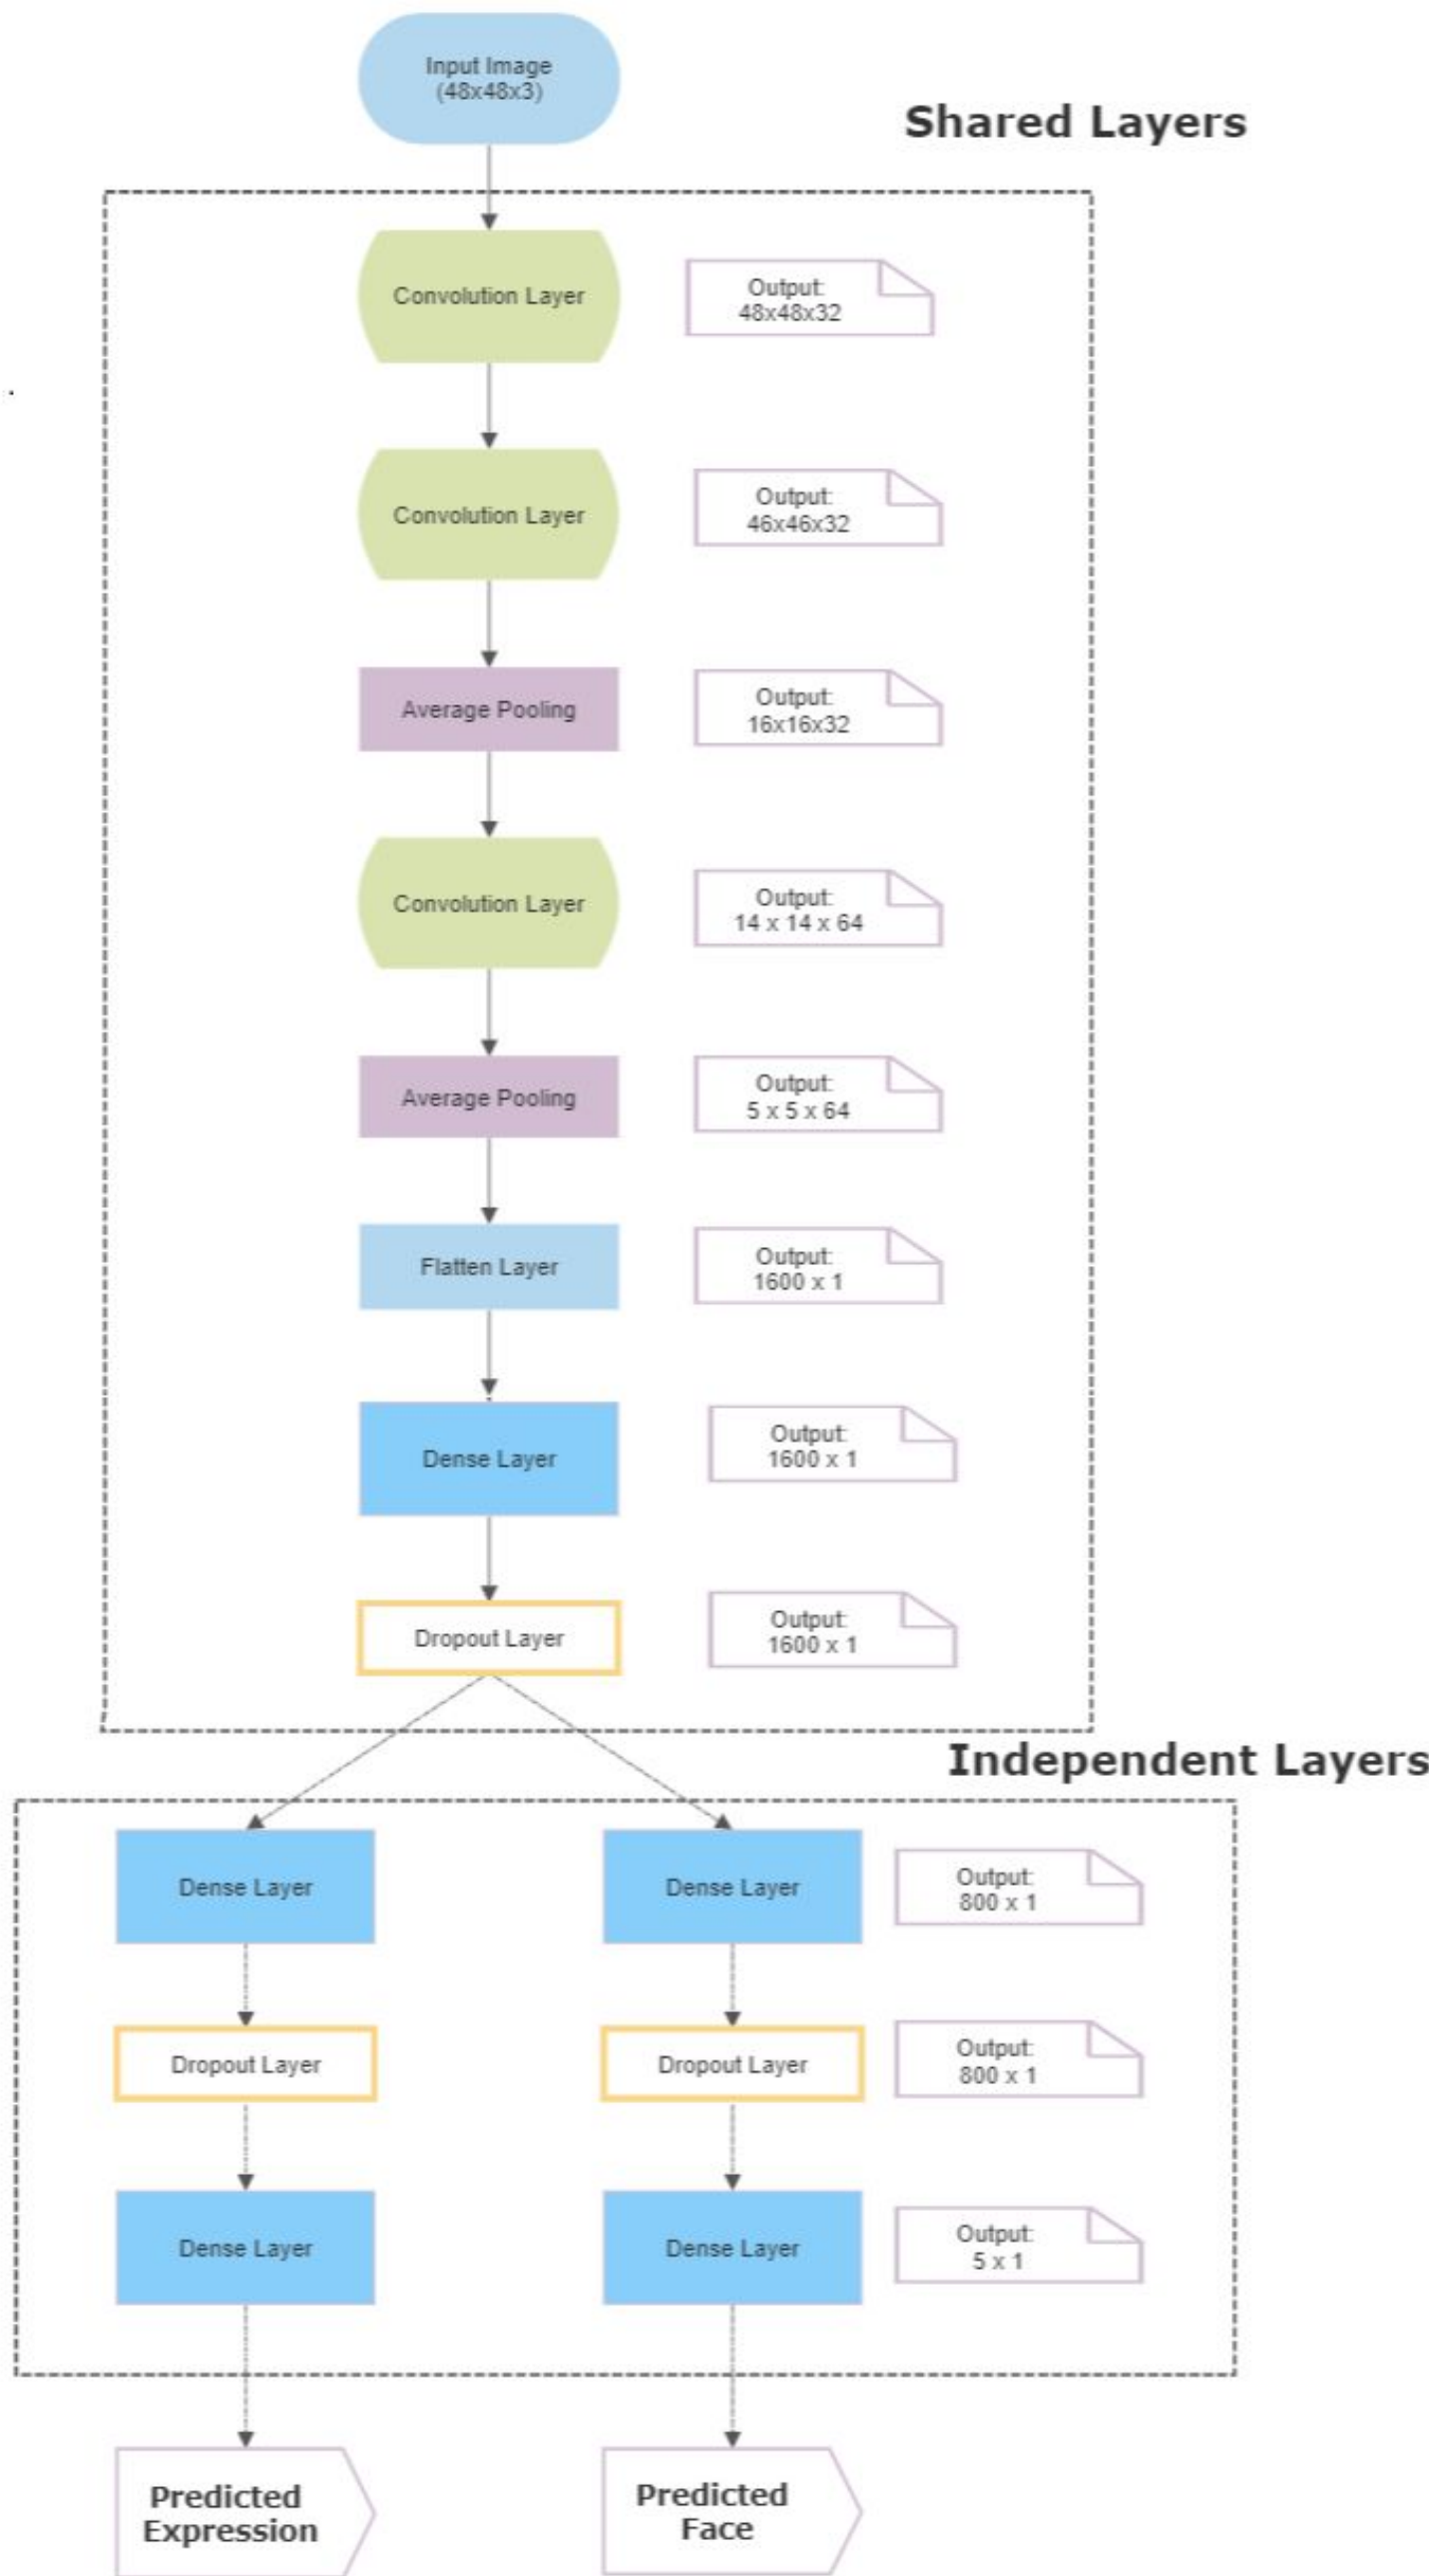 Input Image
(48x48x3)
Shared Layers
Convolution Layer
Output:
48x48x32
Convolution Layer
Output:
46x46x32
Average Pooling
Output:
16x16x32
Convolution Layer
Output:
14 x 14 x 64
Average Pooling
Output:
5 x 5 x 64
Flatten Layer
Output:
1600 x 1
Dense Layer
Output:
1600 x 1
Dropout Layer
Output:
1600 x 1
Independent Layers
Dense Layer
Dense Layer
Output:
800 x 1
Dropout Layer
Dropout Layer
Output:
800 x 1
Dense Layer
Dense Layer
Output:
5 x 1
Predicted
Expression
Predicted
Face